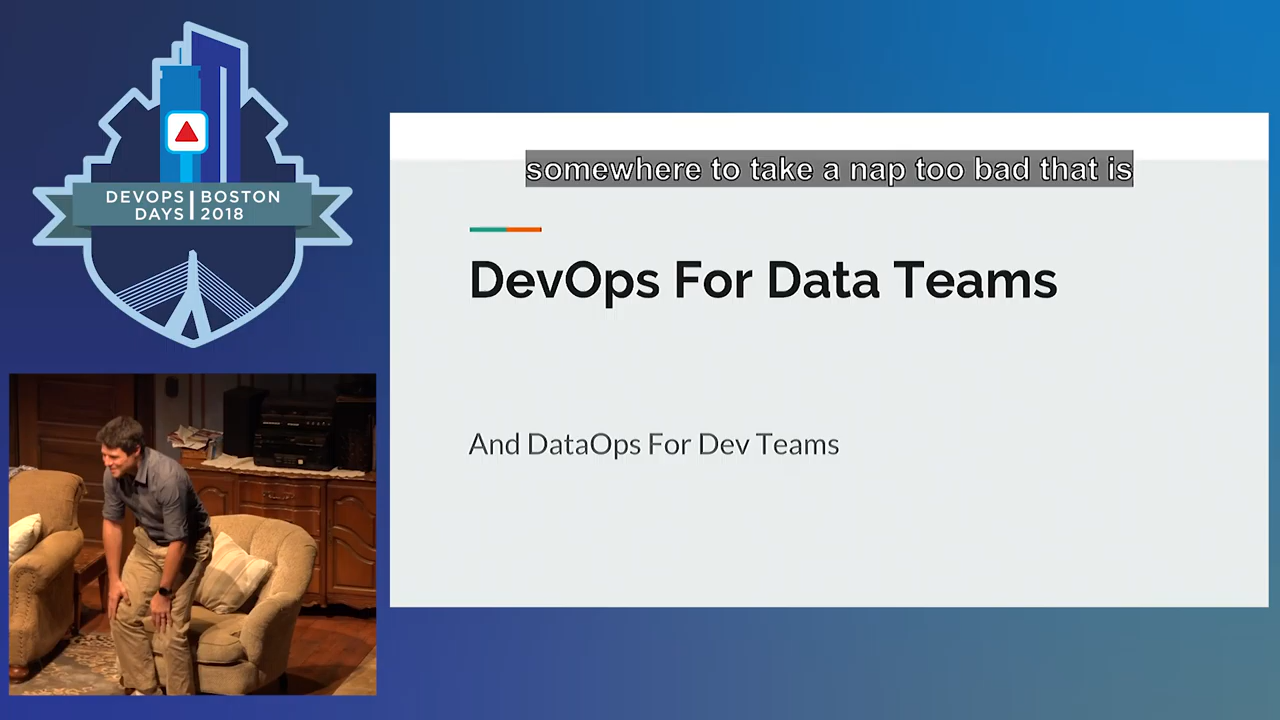 DEVOPS BOSTON
DAYS 2018
somewhere to take a nap too bad that is
DevOps For Data Teams
And DataOps For Dev Teams